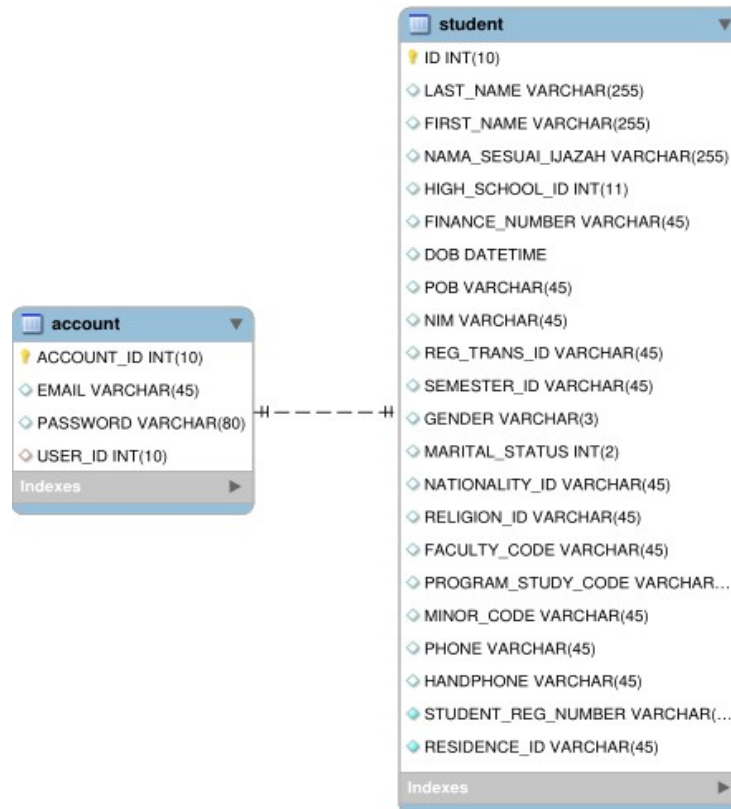 student
ID INT(10)
LAST_NAME VARCHAR(255)
FIRST_NAME VARCHAR(255)
NAMA_SESUAI_IJAZAH VARCHAR(255)
HIGH_SCHOOL_ID INT(11)
FINANCE_NUMBER VARCHAR(45)
DOB DATETIME
POB VARCHAR(45)
NIM VARCHAR(45)
REG_TRANS_ID VARCHAR(45)
SEMESTER_ID VARCHAR(45)
GENDER VARCHAR(3)
MARITAL_STATUS INT(2)
NATIONALITY_ID VARCHAR(45)
RELIGION_ID VARCHAR(45)
FACULTY_CODE VARCHAR(45)
PROGRAM_STUDY_CODE VARCHAR...
MINOR_CODE VARCHAR(45)
PHONE VARCHAR(45)
HANDPHONE VARCHAR(45)
STUDENT_REG_NUMBER VARCHAR(...
RESIDENCE_ID VARCHAR(45)
Indexes
account
ACCOUNT_ID INT(10)
EMAIL VARCHAR(45)
PASSWORD VARCHAR(80)
USER_ID INT(10)
Indexes